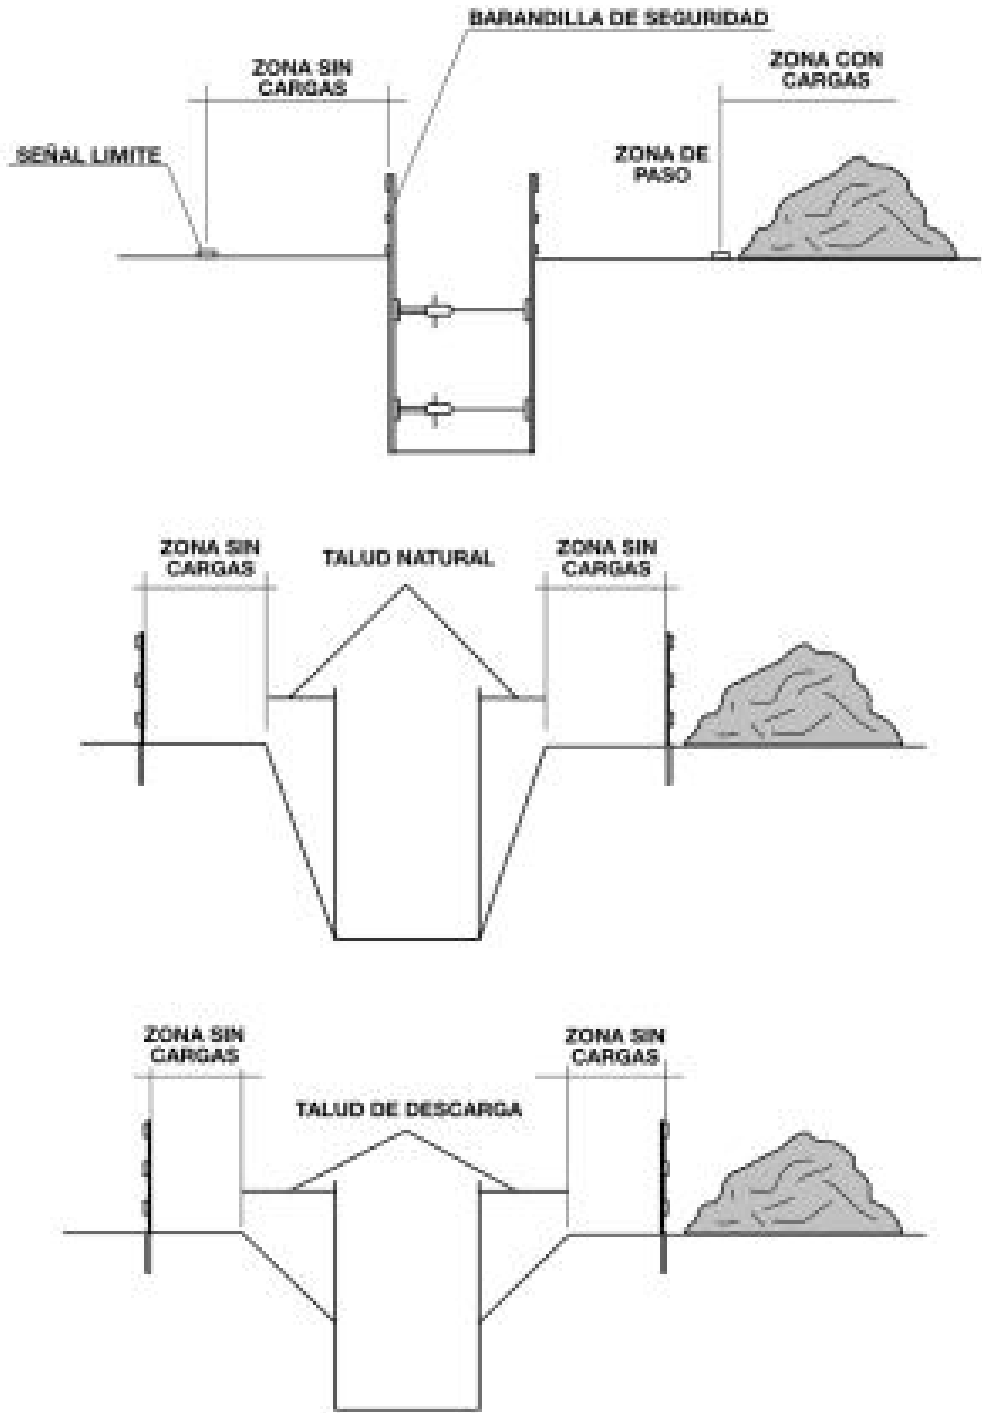 BARANDILLA DE SEGURIDAD
ZONA SIN
CARGAS
ZONA CON
CARGAS
SEÑAL LIMITE
ZONA DE
PASO
ZONA SIN
CARGAS
TALUD NATURAL
ZONA SIN
CARGAS
ZONA SIN
CARGAS
TALUD DE DESCARGA
ZONA SIN
CARGAS